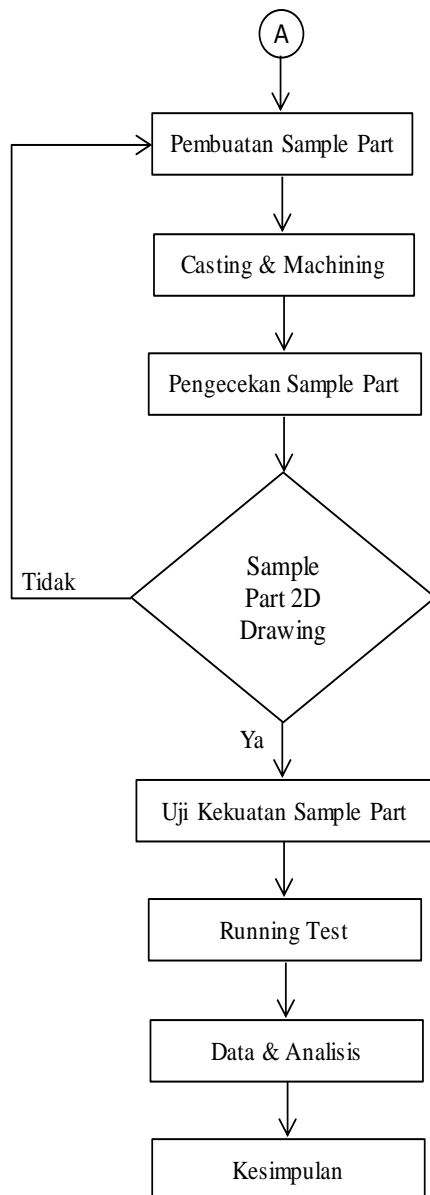 A
Pembuatan Sample Part
Casting & Machining
Pengecekan Sample Part
Sample
Part 2D
Drawing
Tidak
Ya
Uji Kekuatan Sample Part
Running Test
Data & Analisis
Kesimpulan